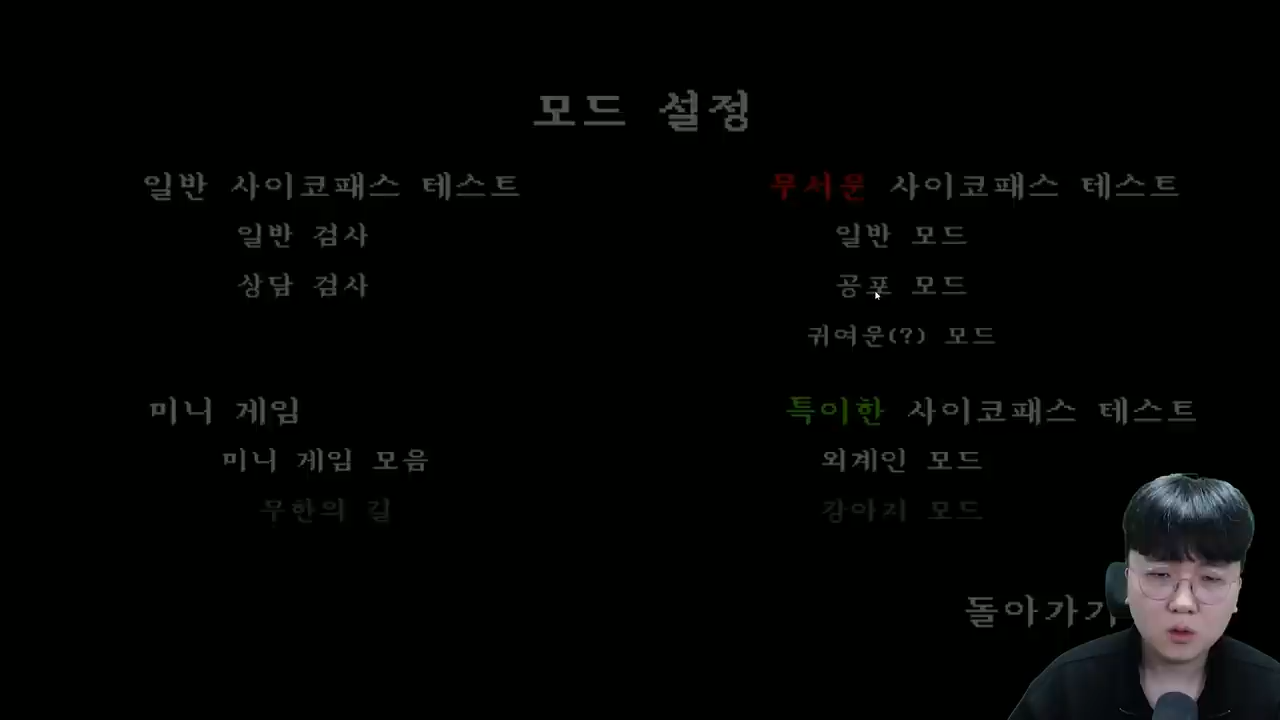 모드 설정
일반 사이코패스 테스트
일반 검사
상담 검사
무서운 사이코패스 테스트
일반 모드
공포 모드
귀여운(?) 모드
미니 게임
미니 게임 모음
무한의 길
특이한 사이코패스 테스트
외계인 모드
강아지 모드
돌아가기